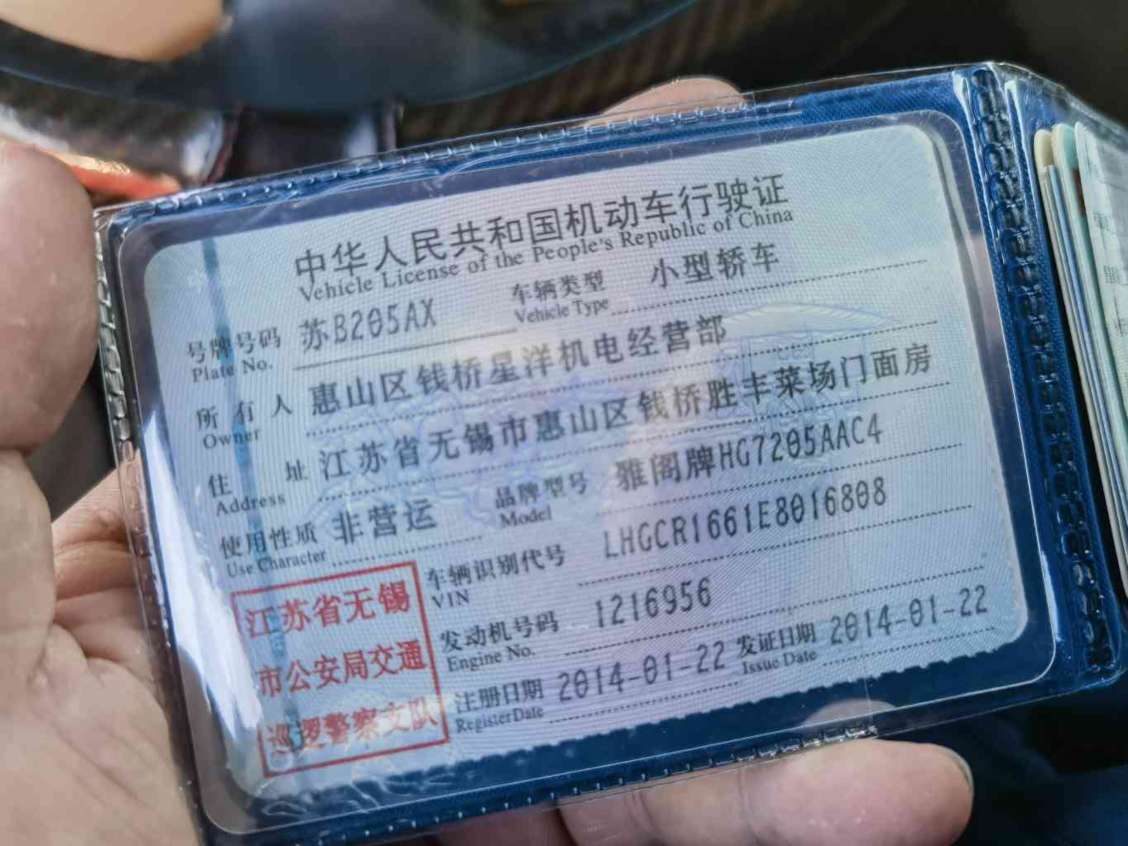 中华人民共和国机动车行驶证
Vehicle License of the People's Republic of China
号牌号码 苏B205AX 车辆类型 小型轿车
Plate No. Vehicle Type
所有人 惠山区钱桥星洋机电经营部
Owner
住址 江苏省无锡市惠山区钱桥胜丰菜场门面房
Address
使用性质 非营运 品牌型号 雅阁牌HG7205AAC4
Use Character Model
车辆识别代号 LHGCR1661E8016808
VIN
发动机号码 1216956
Engine No.
注册日期 2014-01-22 发证日期 2014-01-22
Register Date Issue Date
江苏省无锡
市公安局交通
巡逻警察支队